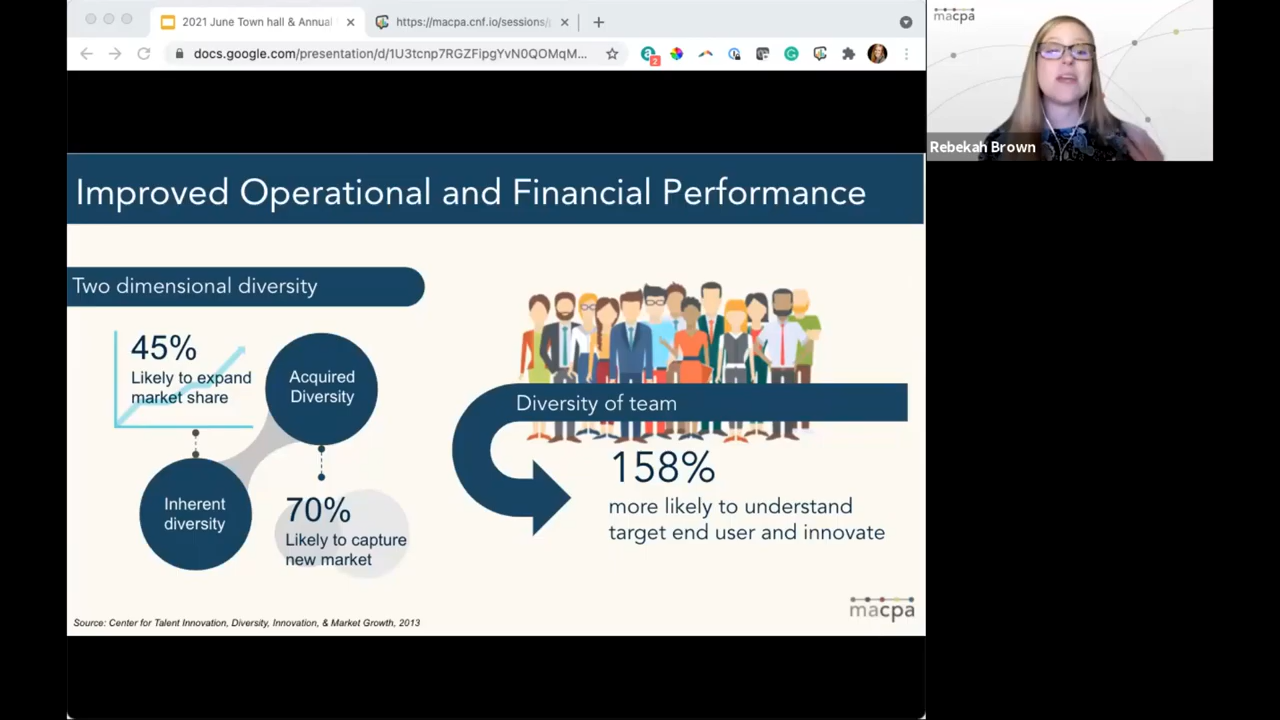 2021 June Town hall & Annual
https://macpa.cnf.io/sessions/
docs.google.com/presentation/d/1U3tcnp7RGZFipgYvN0QOMqM...
2
macpa
Rebekah Brown
Improved Operational and Financial Performance
Two dimensional diversity
45%
Likely to expand
market share
Acquired
Diversity
Inherent
diversity
70%
Likely to capture
new market
Diversity of team
158%
more likely to understand
target end user and innovate
Source: Center for Talent Innovation, Diversity, Innovation, & Market Growth, 2013
macpa